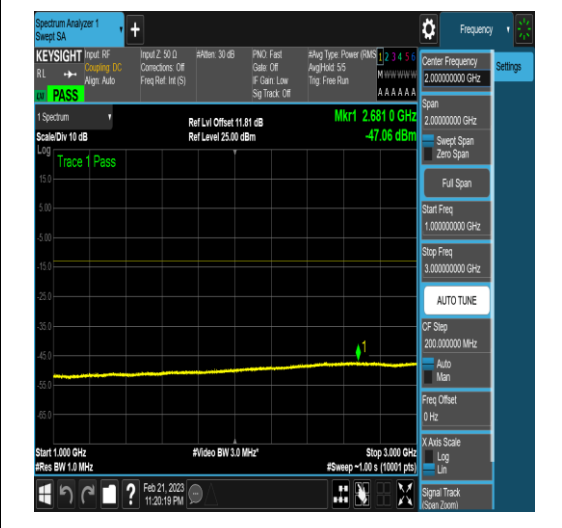 Spectrum Analyzer 1
Swept SA
+
Frequency
KEYSIGHT
Input: RF
Coupling: DC
Align: Auto
Input Z: 50 Ω
Corrections: Off
Freq Ref: Int (S)
#Atten: 30 dB
PNO: Fast
Gate: Off
IF Gain: Low
Sig Track: Off
#Avg Type: Power (RMS
Avg|Hold: 5/5
Trig: Free Run
1 2 3 4 5 6
M W W W W W
A A A A A A
RL
PASS
1 Spectrum
Scale/Div 10 dB
Ref Lvl Offset 11.81 dB
Ref Level 25.00 dBm
Mkr1 2.681 0 GHz
-47.06 dBm
Log
Trace 1 Pass
15.0
5.00
-5.00
-15.0
-25.0
-35.0
-45.0
-55.0
-65.0
1
Start 1.000 GHz
#Res BW 1.0 MHz
#Video BW 3.0 MHz*
Stop 3.000 GHz
#Sweep ~1.00 s (10001 pts)
Feb 21, 2023
11:20:19 PM
?
Center Frequency
2.000000000 GHz
Settings
Span
2.00000000 GHz
Swept Span
Zero Span
Full Span
Start Freq
1.000000000 GHz
Stop Freq
3.000000000 GHz
AUTO TUNE
CF Step
200.000000 MHz
Auto
Man
Freq Offset
0 Hz
X Axis Scale
Log
Lin
Signal Track
(Span Zoom)